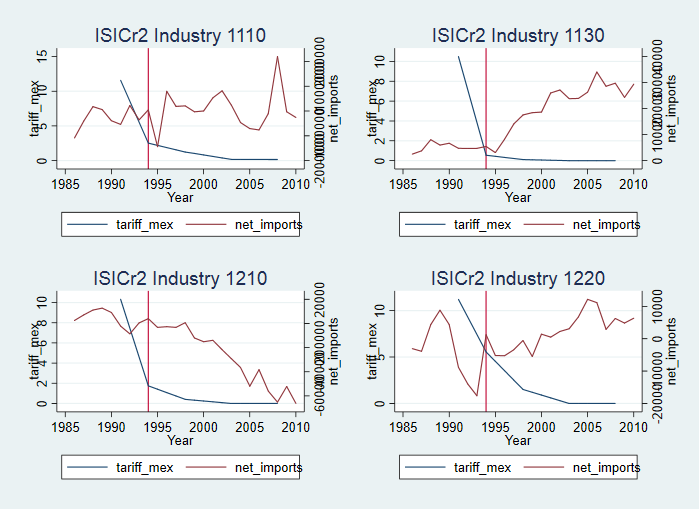 ISICr2 Industry 1110
ISICr2 Industry 1130
tariff_mex
0 5 10 15
net_imports
tariff_mex
0 2 4 6 8 10
net_imports
1985 1990 1995 2000 2005 2010
1985 1990 1995 2000 2005 2010
Year
Year
tariff_mex net_imports
tariff_mex net_imports
ISICr2 Industry 1210
ISICr2 Industry 1220
tariff_mex
0 2 4 6 8 10
20000
net_imports
tariff_mex
0 5 10
-20000 0 10000
net_imports
1985 1990 1995 2000 2005 2010
1985 1990 1995 2000 2005 2010
Year
Year
tariff_mex net_imports
tariff_mex net_imports